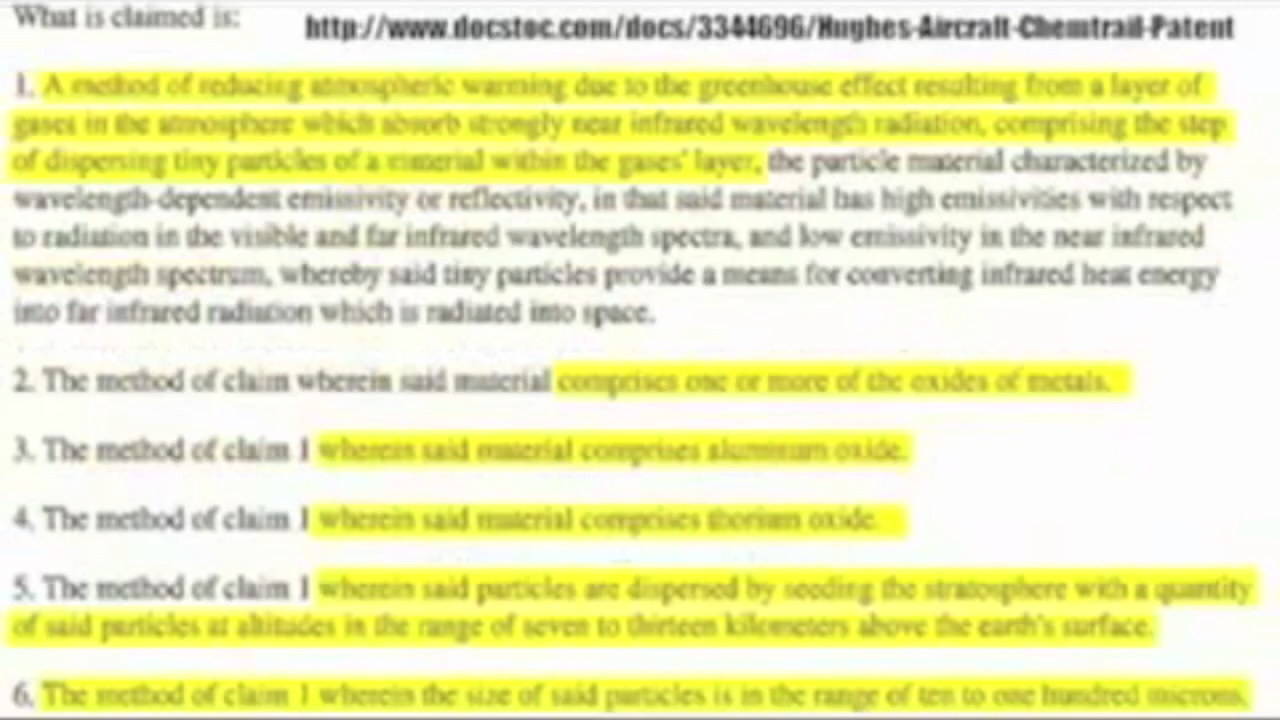 What is claimed is:
http://www.docstoc.com/docs/3344696/Hughes-Aircraft-Chemtrail-Patent
1. A method of reducing atmospheric warming due to the greenhouse effect resulting from a layer of
gases in the atmosphere which absorb strongly near infrared wavelength radiation, comprising the step
of dispersing tiny particles of a material within the gases' layer, the particle material characterized by
wavelength-dependent emissivity or reflectivity, in that said material has high emissivities with respect
to radiation in the visible and far infrared wavelength spectra, and low emissivity in the near infrared
wavelength spectrum, whereby said tiny particles provide a means for converting infrared heat energy
into far infrared radiation which is radiated into space.
2. The method of claim wherein said material comprises one or more of the oxides of metals.
3. The method of claim 1 wherein said material comprises aluminum oxide.
4. The method of claim 1 wherein said material comprises thorium oxide.
5. The method of claim 1 wherein said particles are dispersed by seeding the stratosphere with a quantity
of said particles at altitudes in the range of seven to thirteen kilometers above the earth's surface.
6. The method of claim 1 wherein the size of said particles is in the range of ten to one hundred microns.